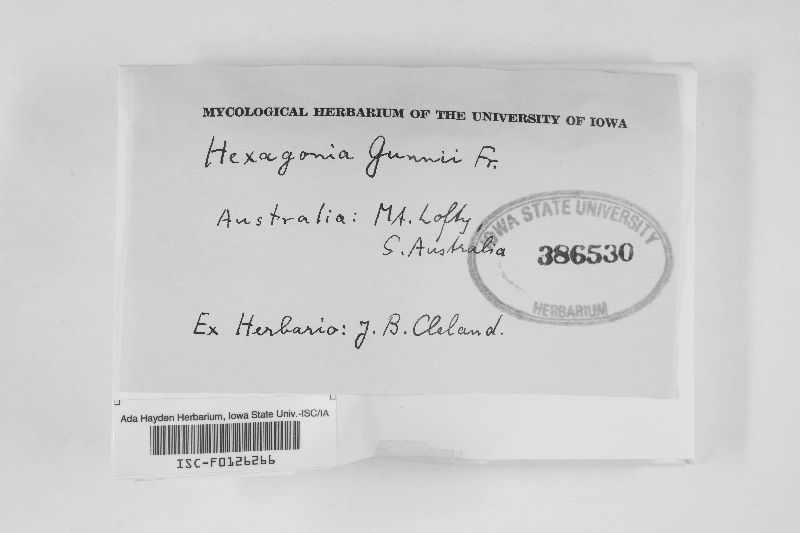 MYCOLOGICAL HERBARIUM OF THE UNIVERSITY OF IOWA
Hexagonia Gunnii Fr.
Australia: Mt. Lofty,
S. Australia
IOWA STATE UNIVERSITY
386530
HERBARIUM
Ex Herbario: J. B. Cleland.
Ada Hayden Herbarium, Iowa State Univ.-ISC/IA
ISC-F0126266